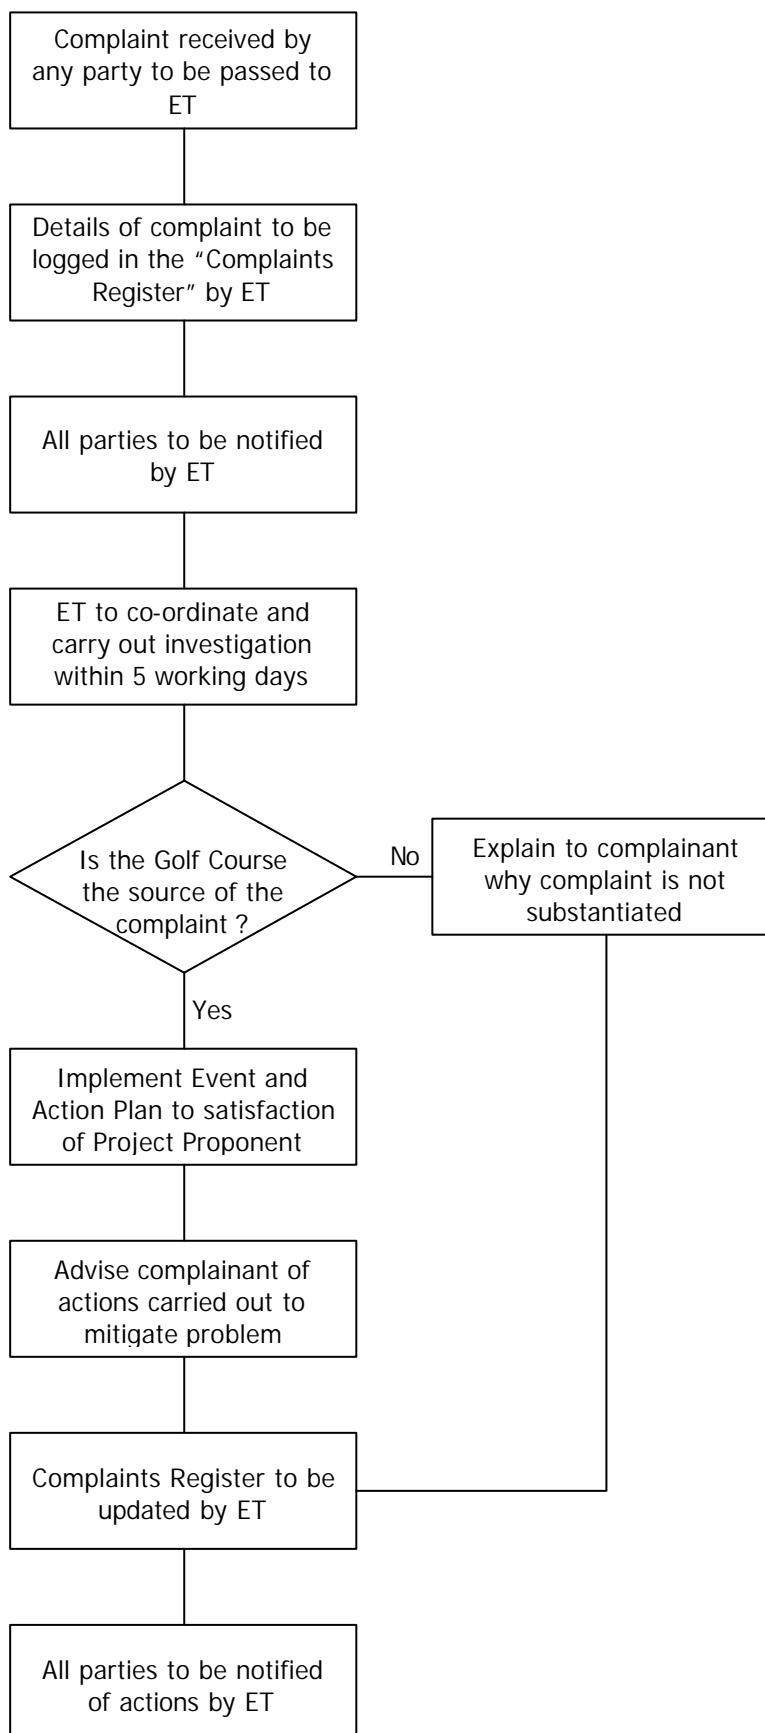 Complaint received by
any party to be passed to
ET
Details of complaint to be
logged in the “Complaints
Register” by ET
All parties to be notified
by ET
ET to co-ordinate and
carry out investigation
within 5 working days
Is the Golf Course
the source of the
complaint ?
No
Explain to complainant
why complaint is not
substantiated
Yes
Implement Event and
Action Plan to satisfaction
of Project Proponent
Advise complainant of
actions carried out to
mitigate problem
Complaints Register to be
updated by ET
All parties to be notified
of actions by ET